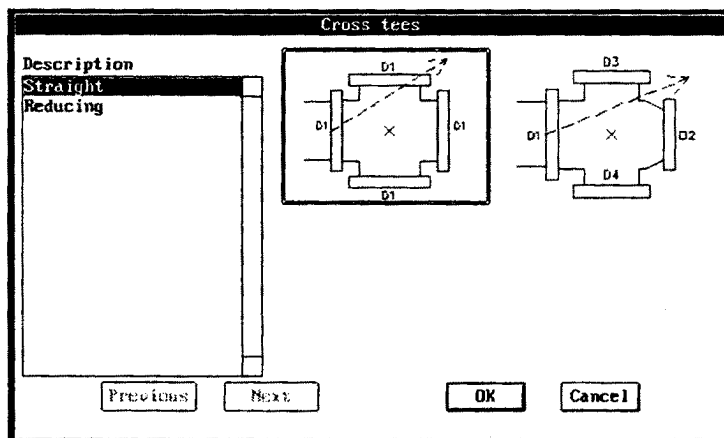 Cross tees
Description
Straight
Reducing
D1
D1
D1
D1
D3
D1
D2
D4
Previous
Next
OK
Cancel